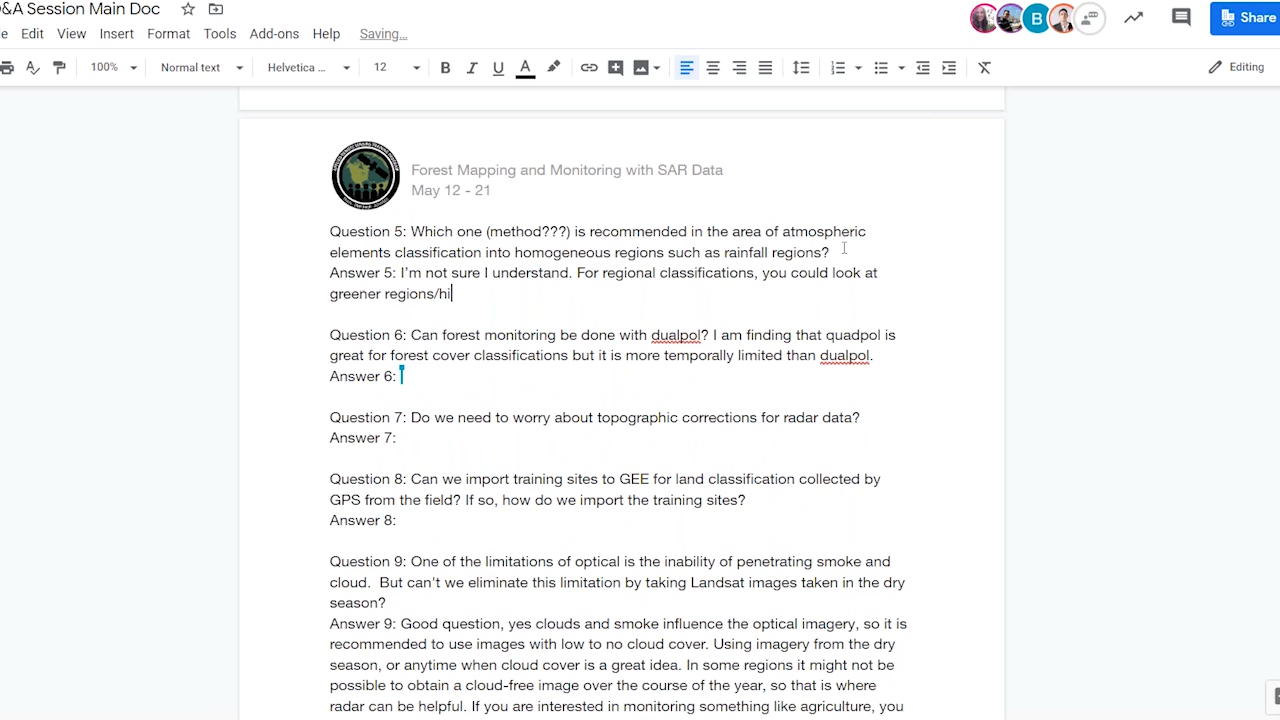 &A Session Main Doc
e Edit View Insert Format Tools Add-ons Help Saving...
B
Share
100% Normal text Helvetica ... 12 B I U A Editing
Forest Mapping and Monitoring with SAR Data
May 12 - 21
Question 5: Which one (method???) is recommended in the area of atmospheric
elements classification into homogeneous regions such as rainfall regions?
Answer 5: I'm not sure I understand. For regional classifications, you could look at
greener regions/hi
Question 6: Can forest monitoring be done with dualpol? I am finding that quadpol is
great for forest cover classifications but it is more temporally limited than dualpol.
Answer 6:
Question 7: Do we need to worry about topographic corrections for radar data?
Answer 7:
Question 8: Can we import training sites to GEE for land classification collected by
GPS from the field? If so, how do we import the training sites?
Answer 8:
Question 9: One of the limitations of optical is the inability of penetrating smoke and
cloud.  But can't we eliminate this limitation by taking Landsat images taken in the dry
season?
Answer 9: Good question, yes clouds and smoke influence the optical imagery, so it is
recommended to use images with low to no cloud cover. Using imagery from the dry
season, or anytime when cloud cover is a great idea. In some regions it might not be
possible to obtain a cloud-free image over the course of the year, so that is where
radar can be helpful. If you are interested in monitoring something like agriculture, you